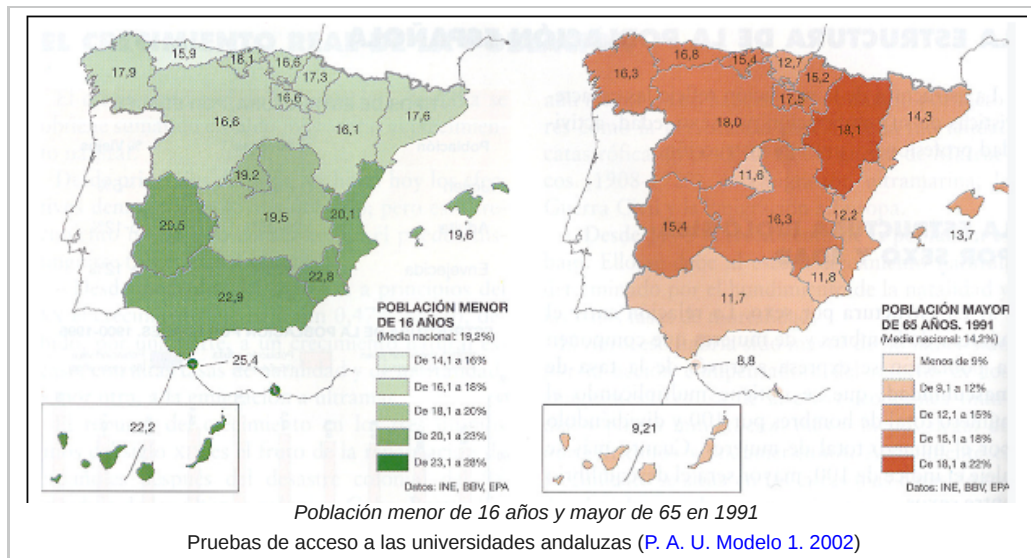 17,9
15,9
18,1
16,6
17,3
16,6
16,1
17,6
16,6
19,2
20,5
19,5
20,1
19,6
22,8
22,9
25,4
22,2
POBLACIÓN MENOR
DE 16 AÑOS
(Media nacional: 19,2%)
De 14,1 a 16%
De 16,1 a 18%
De 18,1 a 20%
De 20,1 a 23%
De 23,1 a 28%
Datos: INE, BBV, EPA
16,3
16,8
15,4
12,7
15,2
17,5
18,1
14,3
18,0
11,6
15,4
16,3
12,2
13,7
11,8
11,7
8,8
9,21
POBLACIÓN MAYOR
DE 65 AÑOS. 1991
(Media nacional: 14,2%)
Menos de 9%
De 9,1 a 12%
De 12,1 a 15%
De 15,1 a 18%
De 18,1 a 22%
Datos: INE, BBV, EPA
Población menor de 16 años y mayor de 65 en 1991
Pruebas de acceso a las universidades andaluzas (P. A. U. Modelo 1. 2002)